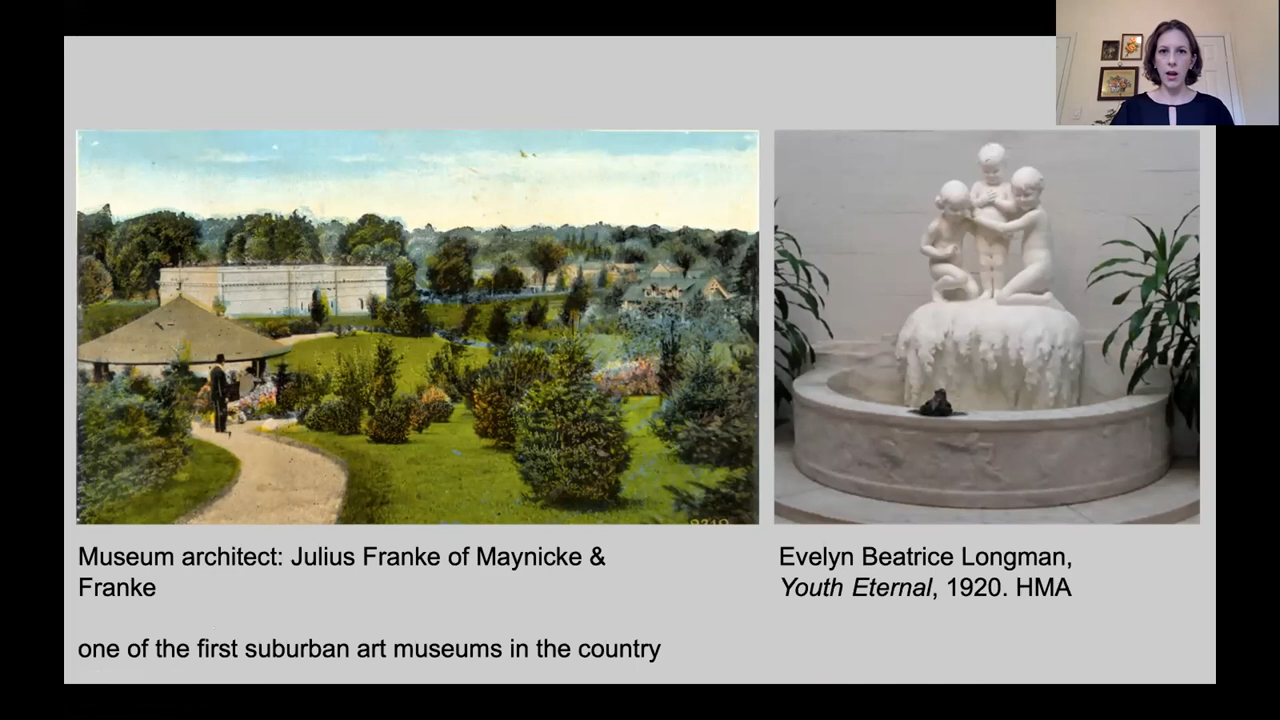 Museum architect: Julius Franke of Maynicke &
Franke
one of the first suburban art museums in the country
Evelyn Beatrice Longman,
Youth Eternal, 1920. HMA